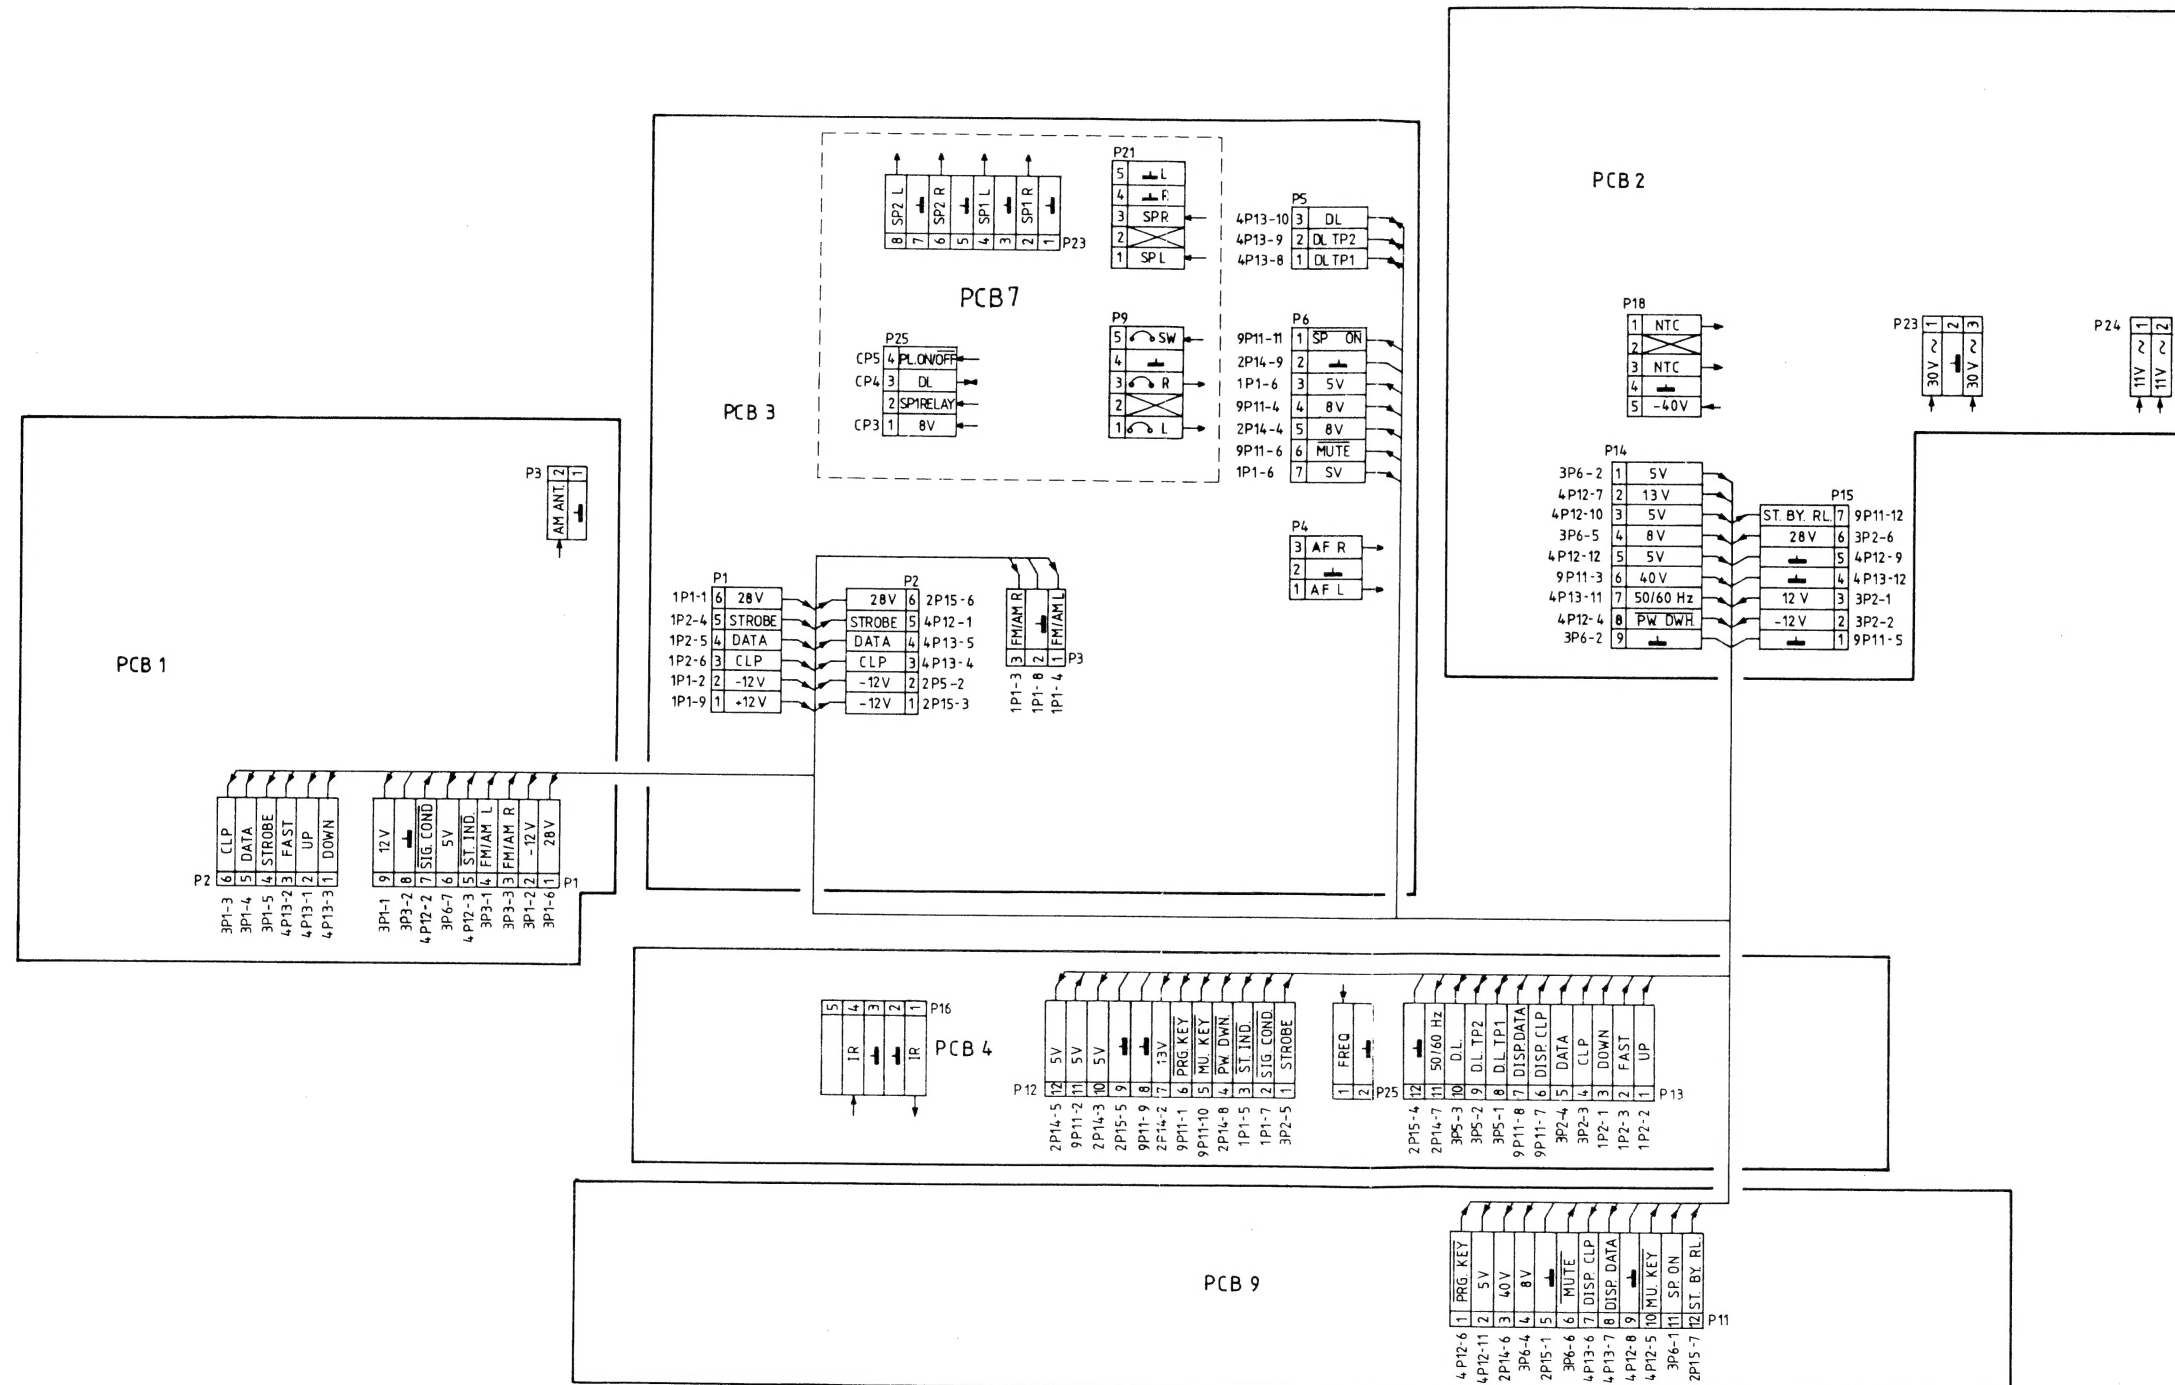 PCB 2
PCB 7
PCB 3
PCB 1
PCB 4
PCB 9
P23
8 SP2 L
7
6 SP2 R
5
4 SP1 L
3
2 SP1 R
1
P21
5 L
4 R
3 SPR
2
1 SPL
P5
4P13-10 3 DL
4P13-9 2 DL TP2
4P13-8 1 DL TP1
P25
CP5 4 PL.ON/OFF
CP4 3 DL
2 SP1RELAY
CP3 1 8V
P9
5 SW
4
3 R
2
1 L
P6
9P11-11 1 SP ON
2P14-9 2
1P1-6 3 5V
9P11-4 4 8V
2P14-4 5 8V
9P11-6 6 MUTE
1P1-6 7 SV
P4
3 AF R
2
1 AF L
P18
1 NTC
2
3 NTC
4
5 -40V
P23
30V ~ 1
2
30V ~ 3
P24
11V ~ 1
11V ~ 2
P14
3P6-2 1 5V
4P12-7 2 13V
4P12-10 3 5V
3P6-5 4 8V
4P12-12 5 5V
9P11-3 6 40V
4P13-11 7 50/60 Hz
4P12-4 8 PW DWH
3P6-2 9
P15
ST. BY. RL. 7 9P11-12
28V 6 3P2-6
5 4P12-9
4 4P13-12
12V 3 3P2-1
-12V 2 3P2-2
1 9P11-5
P3
AM ANT. 2
1
P1
1P1-1 6 28V
1P2-4 5 STROBE
1P2-5 4 DATA
1P2-6 3 CLP
1P1-2 2 -12V
1P1-9 1 +12V
P2
28V 6 2P15-6
STROBE 5 4P12-1
DATA 4 4P13-5
CLP 3 4P13-4
-12V 2 2P5-2
-12V 1 2P15-3
P3
1P1-3 3 FM/AM R
1P1-8 2
1P1-4 1 FM/AM L
P2
3P1-3 6 CLP
3P1-4 5 DATA
3P1-5 4 STROBE
4P13-2 3 FAST
4P13-1 2 UP
4P13-3 1 DOWN
P1
3P1-1 9 12V
3P3-2 8
4P12-2 7 SIG. COND
3P6-7 6 5V
4P12-3 5 ST. IND.
3P3-1 4 FM/AM L
3P3-3 3 FM/AM R
3P1-2 2 -12V
3P1-6 1 28V
P16
5
4 IR
3
2
1 IR
P12
2P14-5 12 5V
9P11-2 11 5V
2P14-3 10 5V
2P15-5 9
9P11-9 8
2P14-2 7 13V
9P11-1 6 PRG. KEY
9P11-10 5 MU. KEY
2P14-8 4 PW. DWN.
1P1-5 3 ST. IND.
1P1-7 2 SIG. COND.
3P2-5 1 STROBE
P25
1 FREQ
2
P13
2P15-4 12
2P14-7 11 50/60 Hz
3P5-3 10 D.L.
3P5-2 9 D.L. TP2
3P5-1 8 D.L. TP1
9P11-8 7 DISP.DATA
9P11-7 6 DISP. CLP
3P2-4 5 DATA
3P2-3 4 CLP
1P2-1 3 DOWN
1P2-3 2 FAST
1P2-2 1 UP
P11
4P12-6 1 PRG. KEY
4P12-11 2 5V
2P14-6 3 40V
3P6-4 4 8V
2P15-1 5
3P6-6 6 MUTE
4P13-6 7 DISP. CLP
4P13-7 8 DISP. DATA
4P12-8 9
4P12-5 10 MU. KEY
3P6-1 11 SP. ON
2P15-7 12 ST. BY. RL.